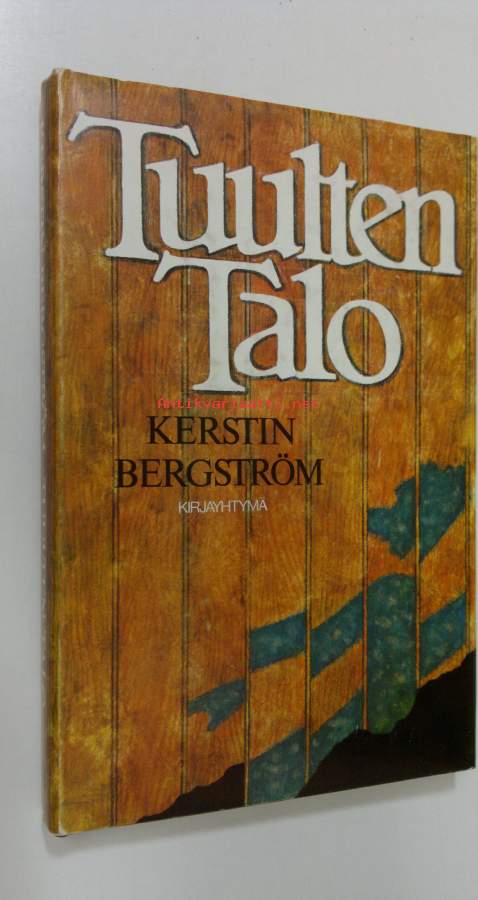 Tuulten
Talo
Antikvariaatti.net
KERSTIN
BERGSTRÖM
KIRJAYHTYMÄ